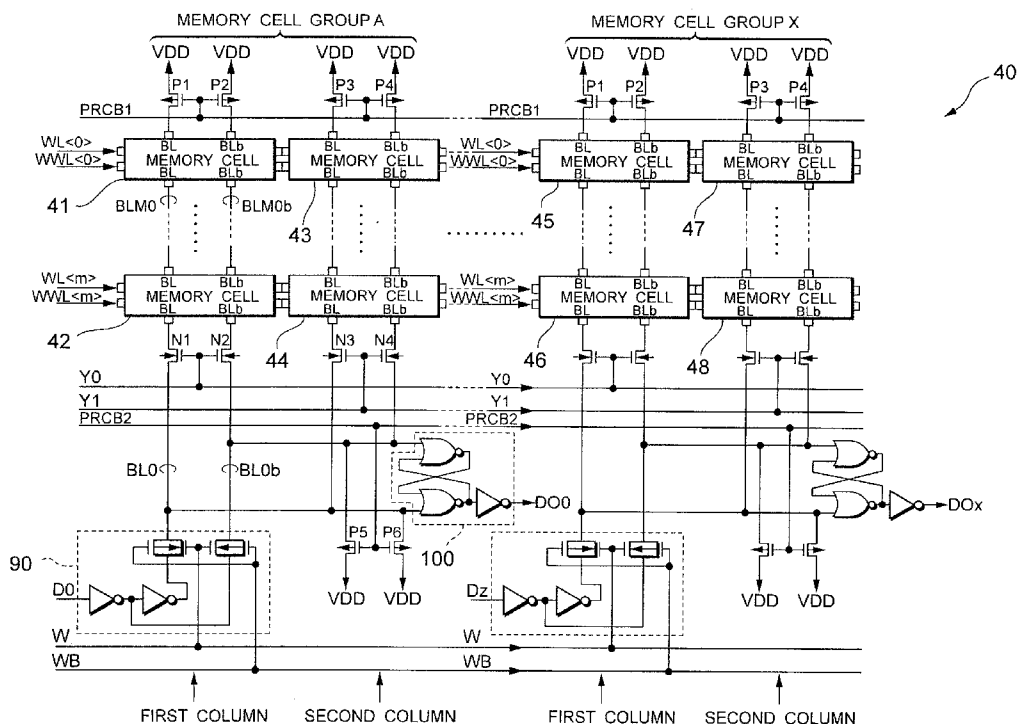 MEMORY CELL GROUP A MEMORY CELL GROUP X
VDD VDD VDD VDD VDD VDD VDD VDD
40
P1 P2 P3 P4 P1 P2 P3 P4
PRCB1 PRCB1
WL<0> BL BLb BL BLb WL<0> BL BLb BL BLb
WWL<0> MEMORY CELL MEMORY CELL WWL<0> MEMORY CELL MEMORY CELL
BL BLb BL BLb BL BLb BL BLb
41 BLM0 BLM0b 43 45 47
WL<m> BL BLb BL BLb WL<m> BL BLb BL BLb
WWL<m> MEMORY CELL MEMORY CELL WWL<m> MEMORY CELL MEMORY CELL
BL BLb BL BLb BL BLb BL BLb
42 N1 N2 44 N3 N4 46 48
Y0 Y0
Y1 Y1
PRCB2 PRCB2
BL0 BL0b DO0 DOx
90 P5 P6 100
VDD VDD VDD VDD
D0 Dz
W W
WB WB
FIRST COLUMN SECOND COLUMN FIRST COLUMN SECOND COLUMN